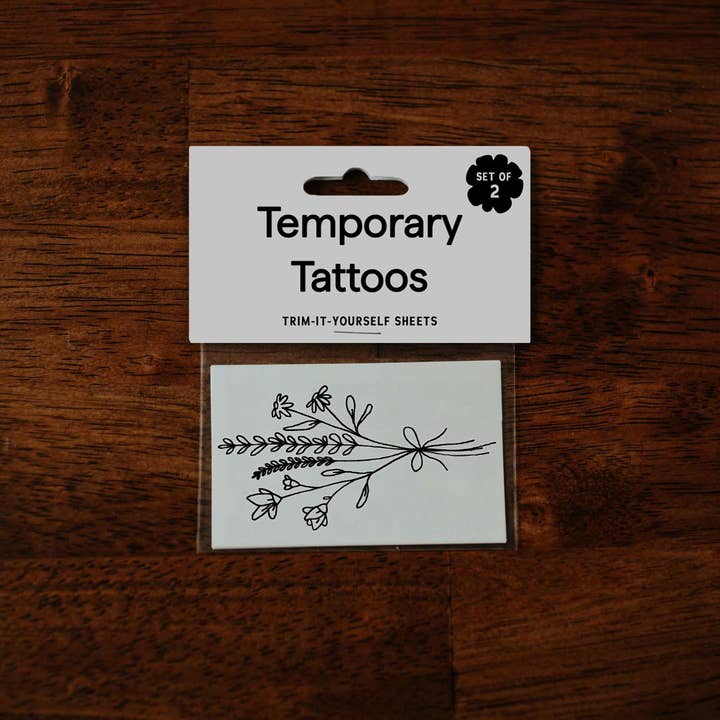 SET OF
2
Temporary
Tattoos
TRIM-IT-YOURSELF SHEETS